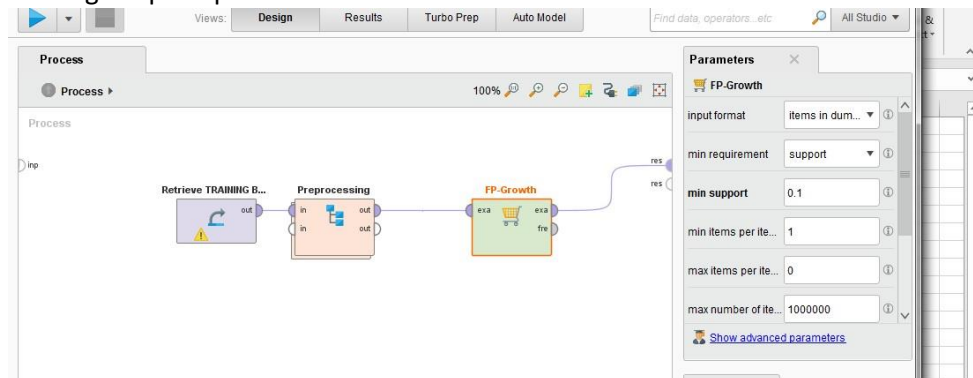 Views:
Design
Results
Turbo Prep
Auto Model
Find data, operators...etc
All Studio
&
Process
Process
100%
Process
inp
Retrieve TRAINING B...
out
Preprocessing
in
out
in
out
FP-Growth
exa
exa
fre
res
res
Parameters
FP-Growth
input format
items in dum...
min requirement
support
min support
0.1
min items per ite...
1
max items per ite...
0
max number of ite...
1000000
Show advanced parameters